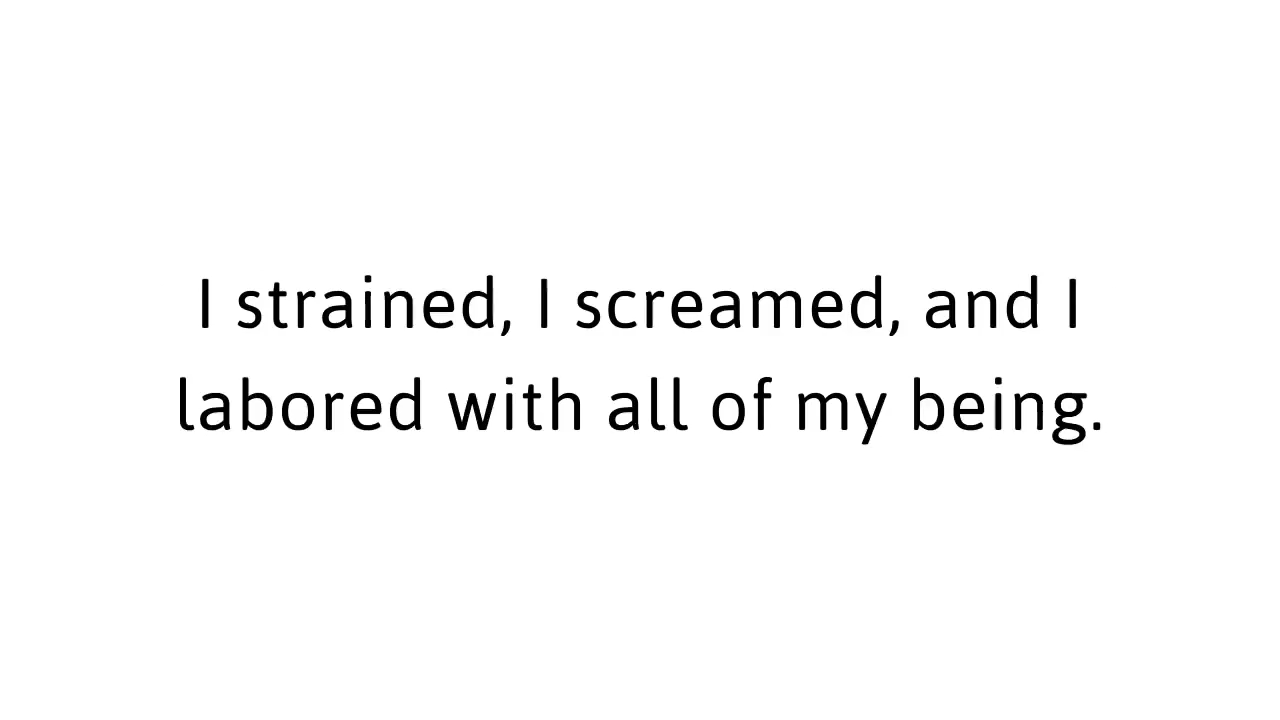 I strained, I screamed, and I
labored with all of my being.